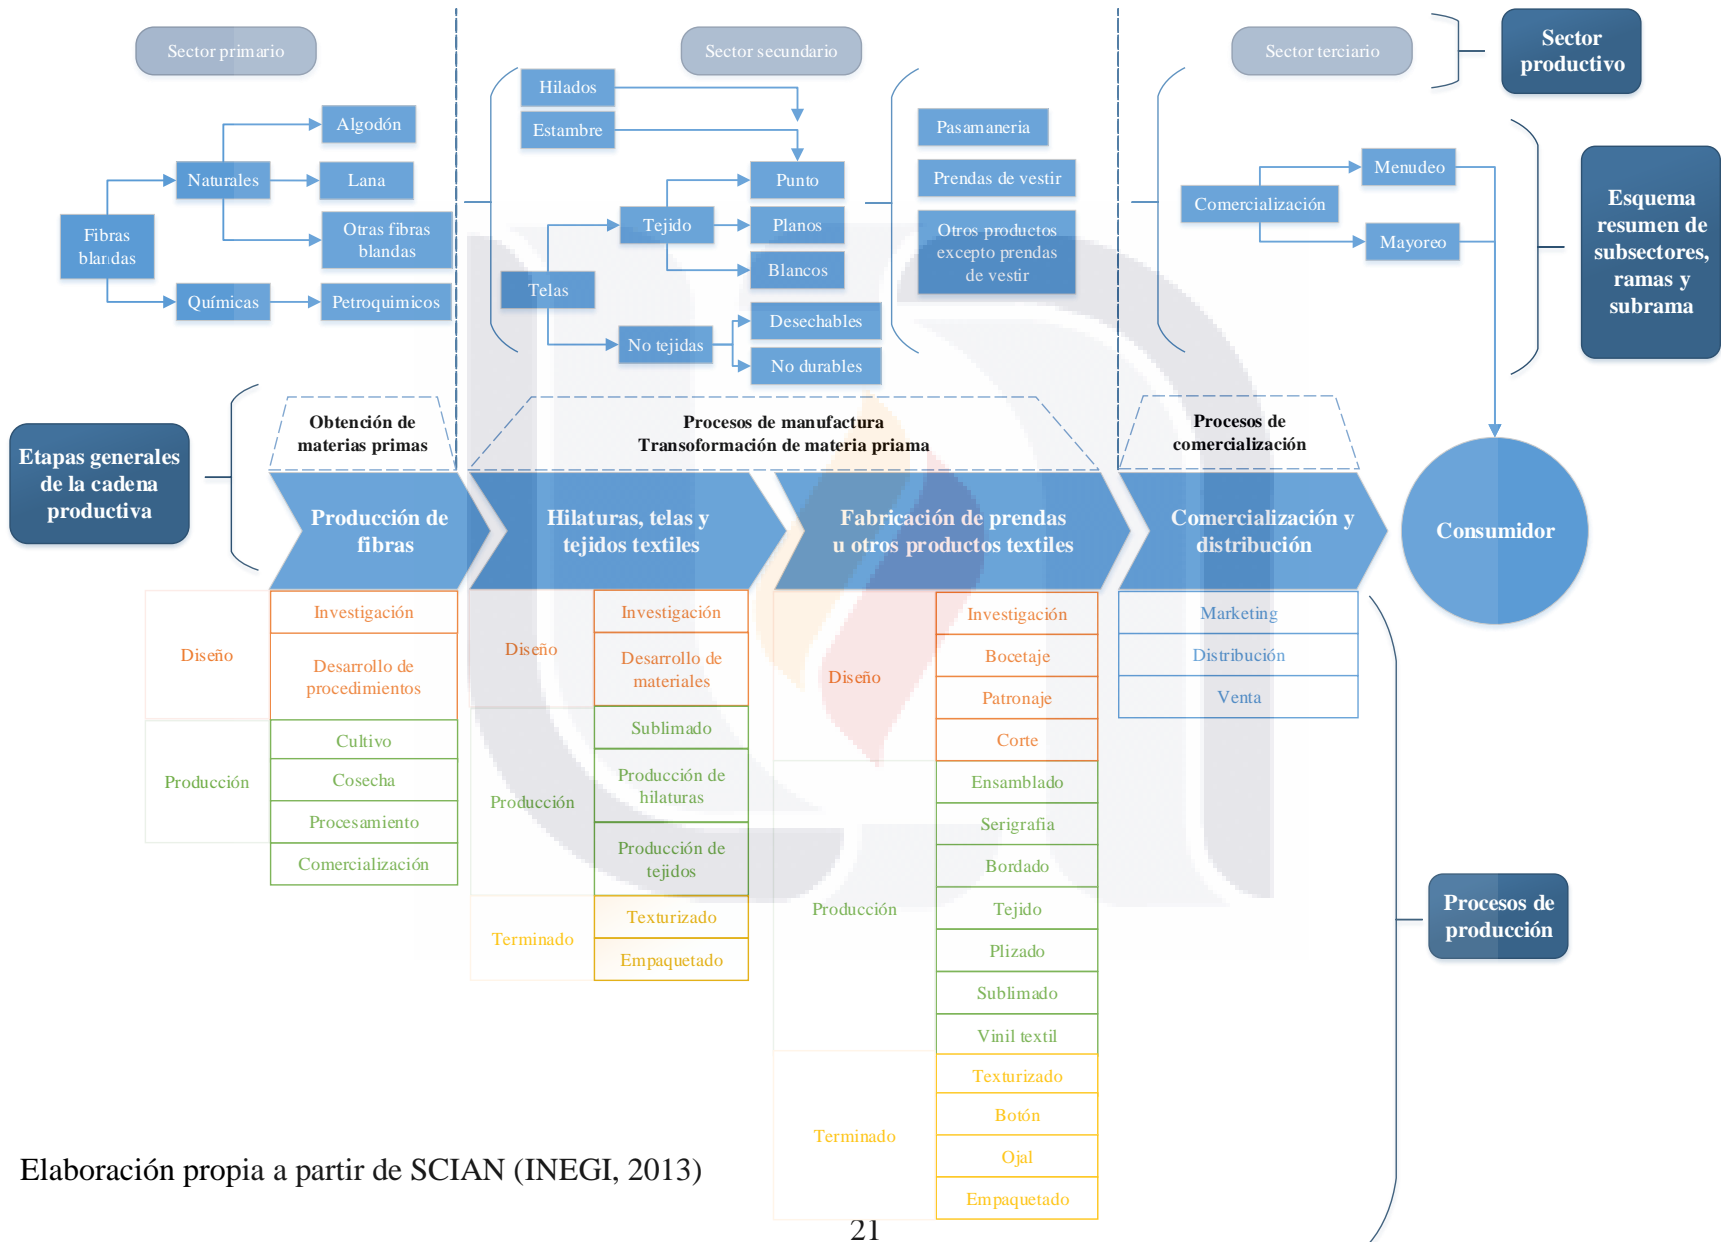 Sector primario
Sector secundario
Sector terciario
Sector
productivo
Fibras
blandas
Naturales
Químicas
Algodón
Lana
Otras fibras
blandas
Petroquimicos
Hilados
Estambre
Telas
Tejido
No tejidas
Punto
Planos
Blancos
Desechables
No durables
Pasamaneria
Prendas de vestir
Otros productos
excepto prendas
de vestir
Comercialización
Menudeo
Mayoreo
Esquema
resumen de
subsectores,
ramas y
subrama
Etapas generales
de la cadena
productiva
Obtención de
materias primas
Procesos de manufactura
Transoformación de materia priama
Procesos de
comercialización
Producción de
fibras
Hilaturas, telas y
tejidos textiles
Fabricación de prendas
u otros productos textiles
Comercialización y
distribución
Consumidor
Diseño
Investigación
Desarrollo de
procedimientos
Producción
Cultivo
Cosecha
Procesamiento
Comercialización
Diseño
Investigación
Desarrollo de
materiales
Producción
Sublimado
Producción de
hilaturas
Producción de
tejidos
Terminado
Texturizado
Empaquetado
Diseño
Investigación
Bocetaje
Patronaje
Corte
Producción
Ensamblado
Serigrafia
Bordado
Tejido
Plizado
Sublimado
Vinil textil
Terminado
Texturizado
Botón
Ojal
Empaquetado
Marketing
Distribución
Venta
Procesos de
producción
Elaboración propia a partir de SCIAN (INEGI, 2013)
21